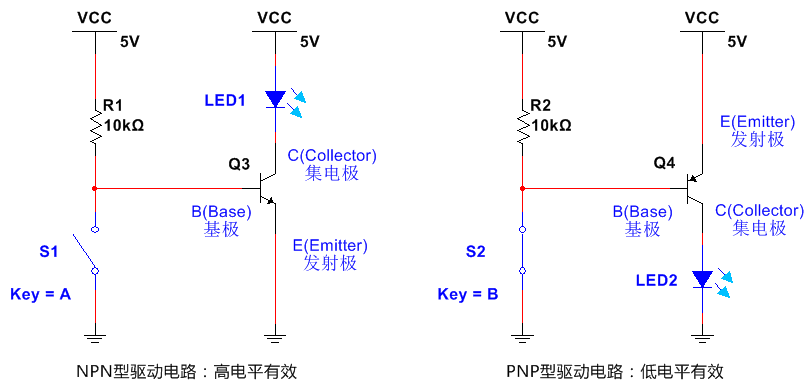 VCC
5V
R1
10kΩ
LED1
Q3
C(Collector)
集电极
B(Base)
基极
E(Emitter)
发射极
S1
Key = A
NPN型驱动电路：高电平有效
VCC
5V
VCC
5V
R2
10kΩ
E(Emitter)
发射极
Q4
B(Base)
基极
C(Collector)
集电极
S2
Key = B
LED2
PNP型驱动电路：低电平有效
VCC
5V